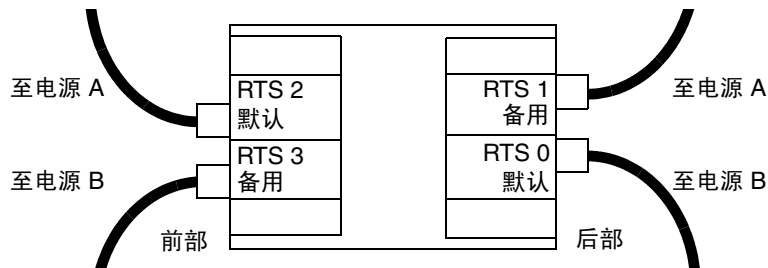 至电源 A
RTS 2
默认
RTS 3
备用
至电源 B
前部
RTS 1
备用
RTS 0
默认
至电源 A
至电源 B
后部